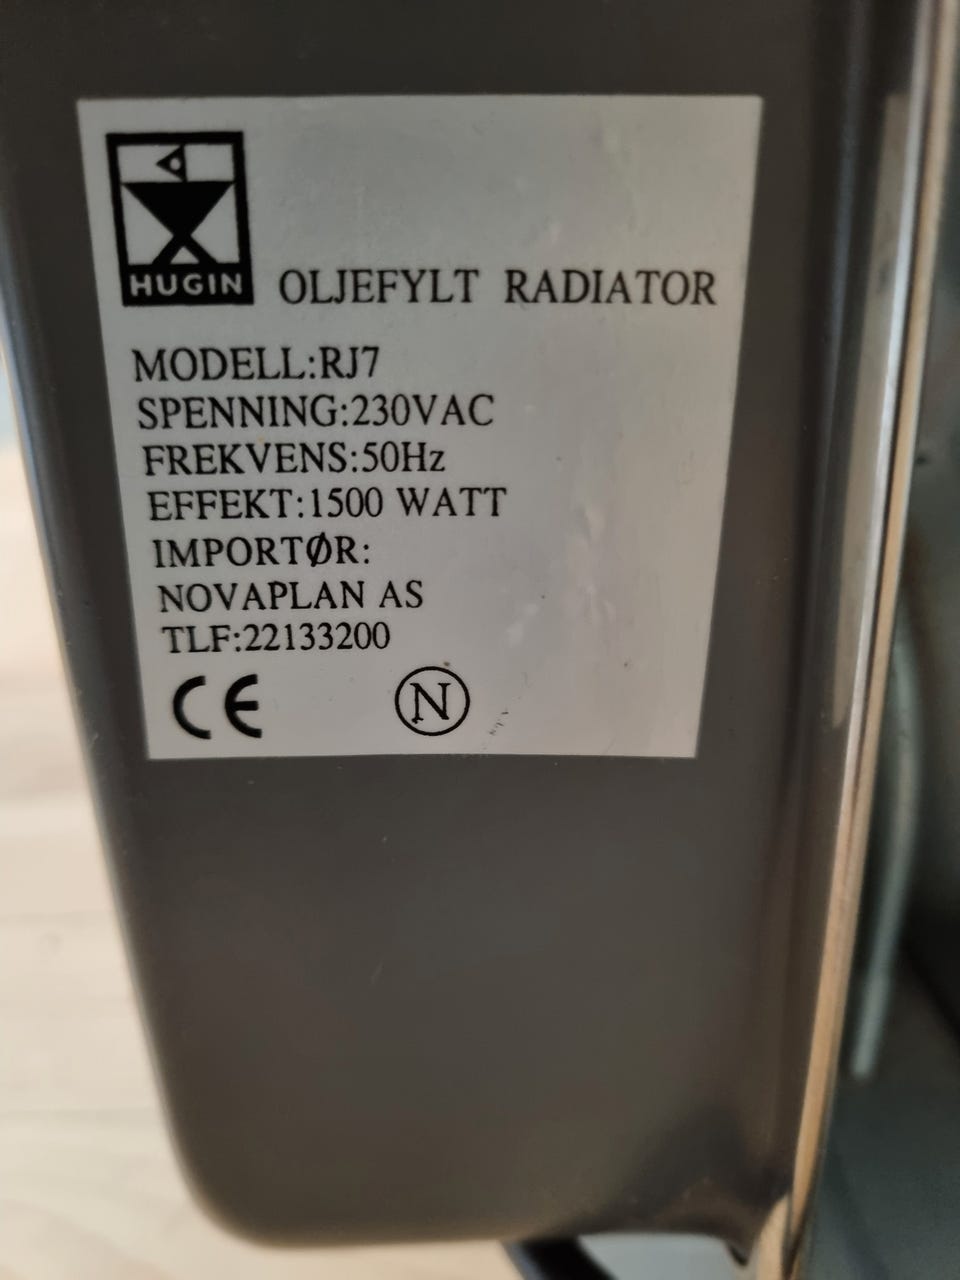 HUGIN
OLJEFYLT RADIATOR
MODELL:RJ7
SPENNING:230VAC
FREKVENS:50Hz
EFFEKT:1500 WATT
IMPORTØR:
NOVAPLAN AS
TLF:22133200
CE N